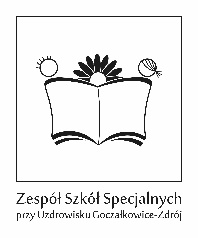 Zespół Szkół Specjalnych
przy Uzdrowisku Goczałkowice-Zdrój